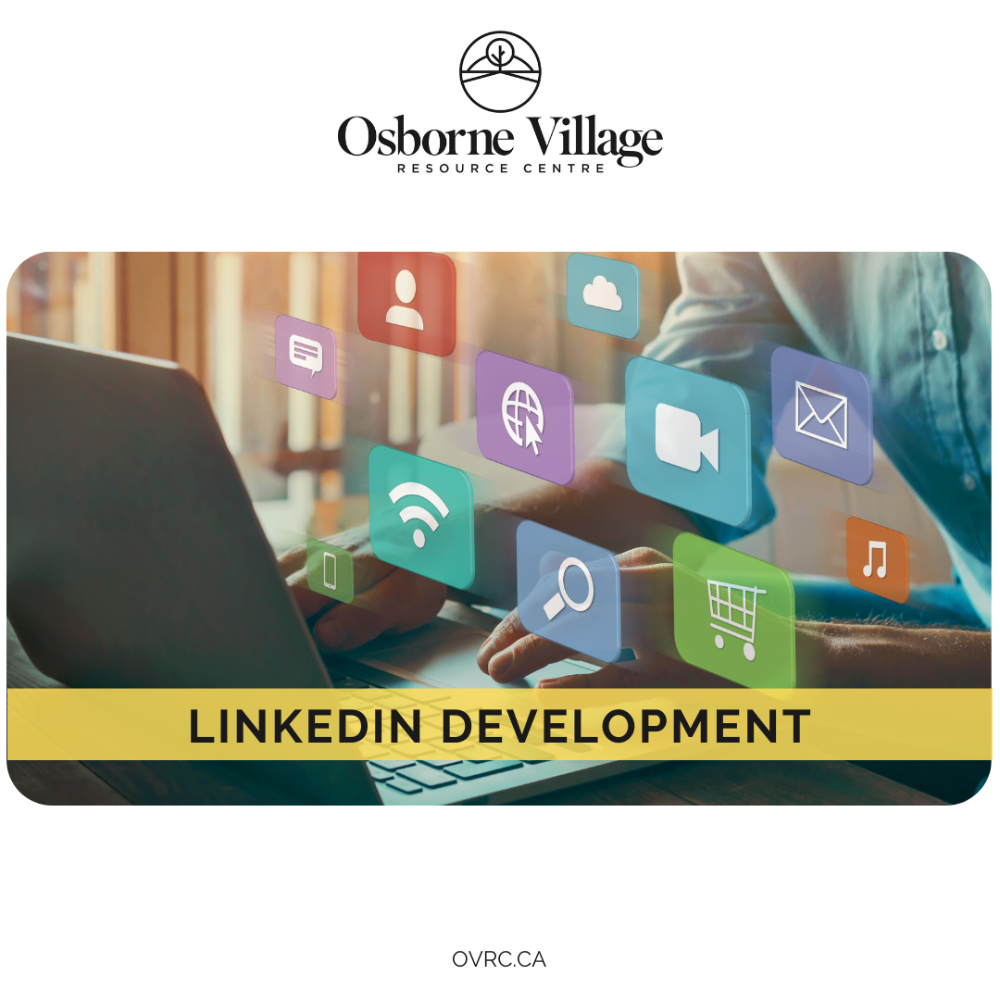 Osborne Village
RESOURCE CENTRE
LINKEDIN DEVELOPMENT
OVRC.CA